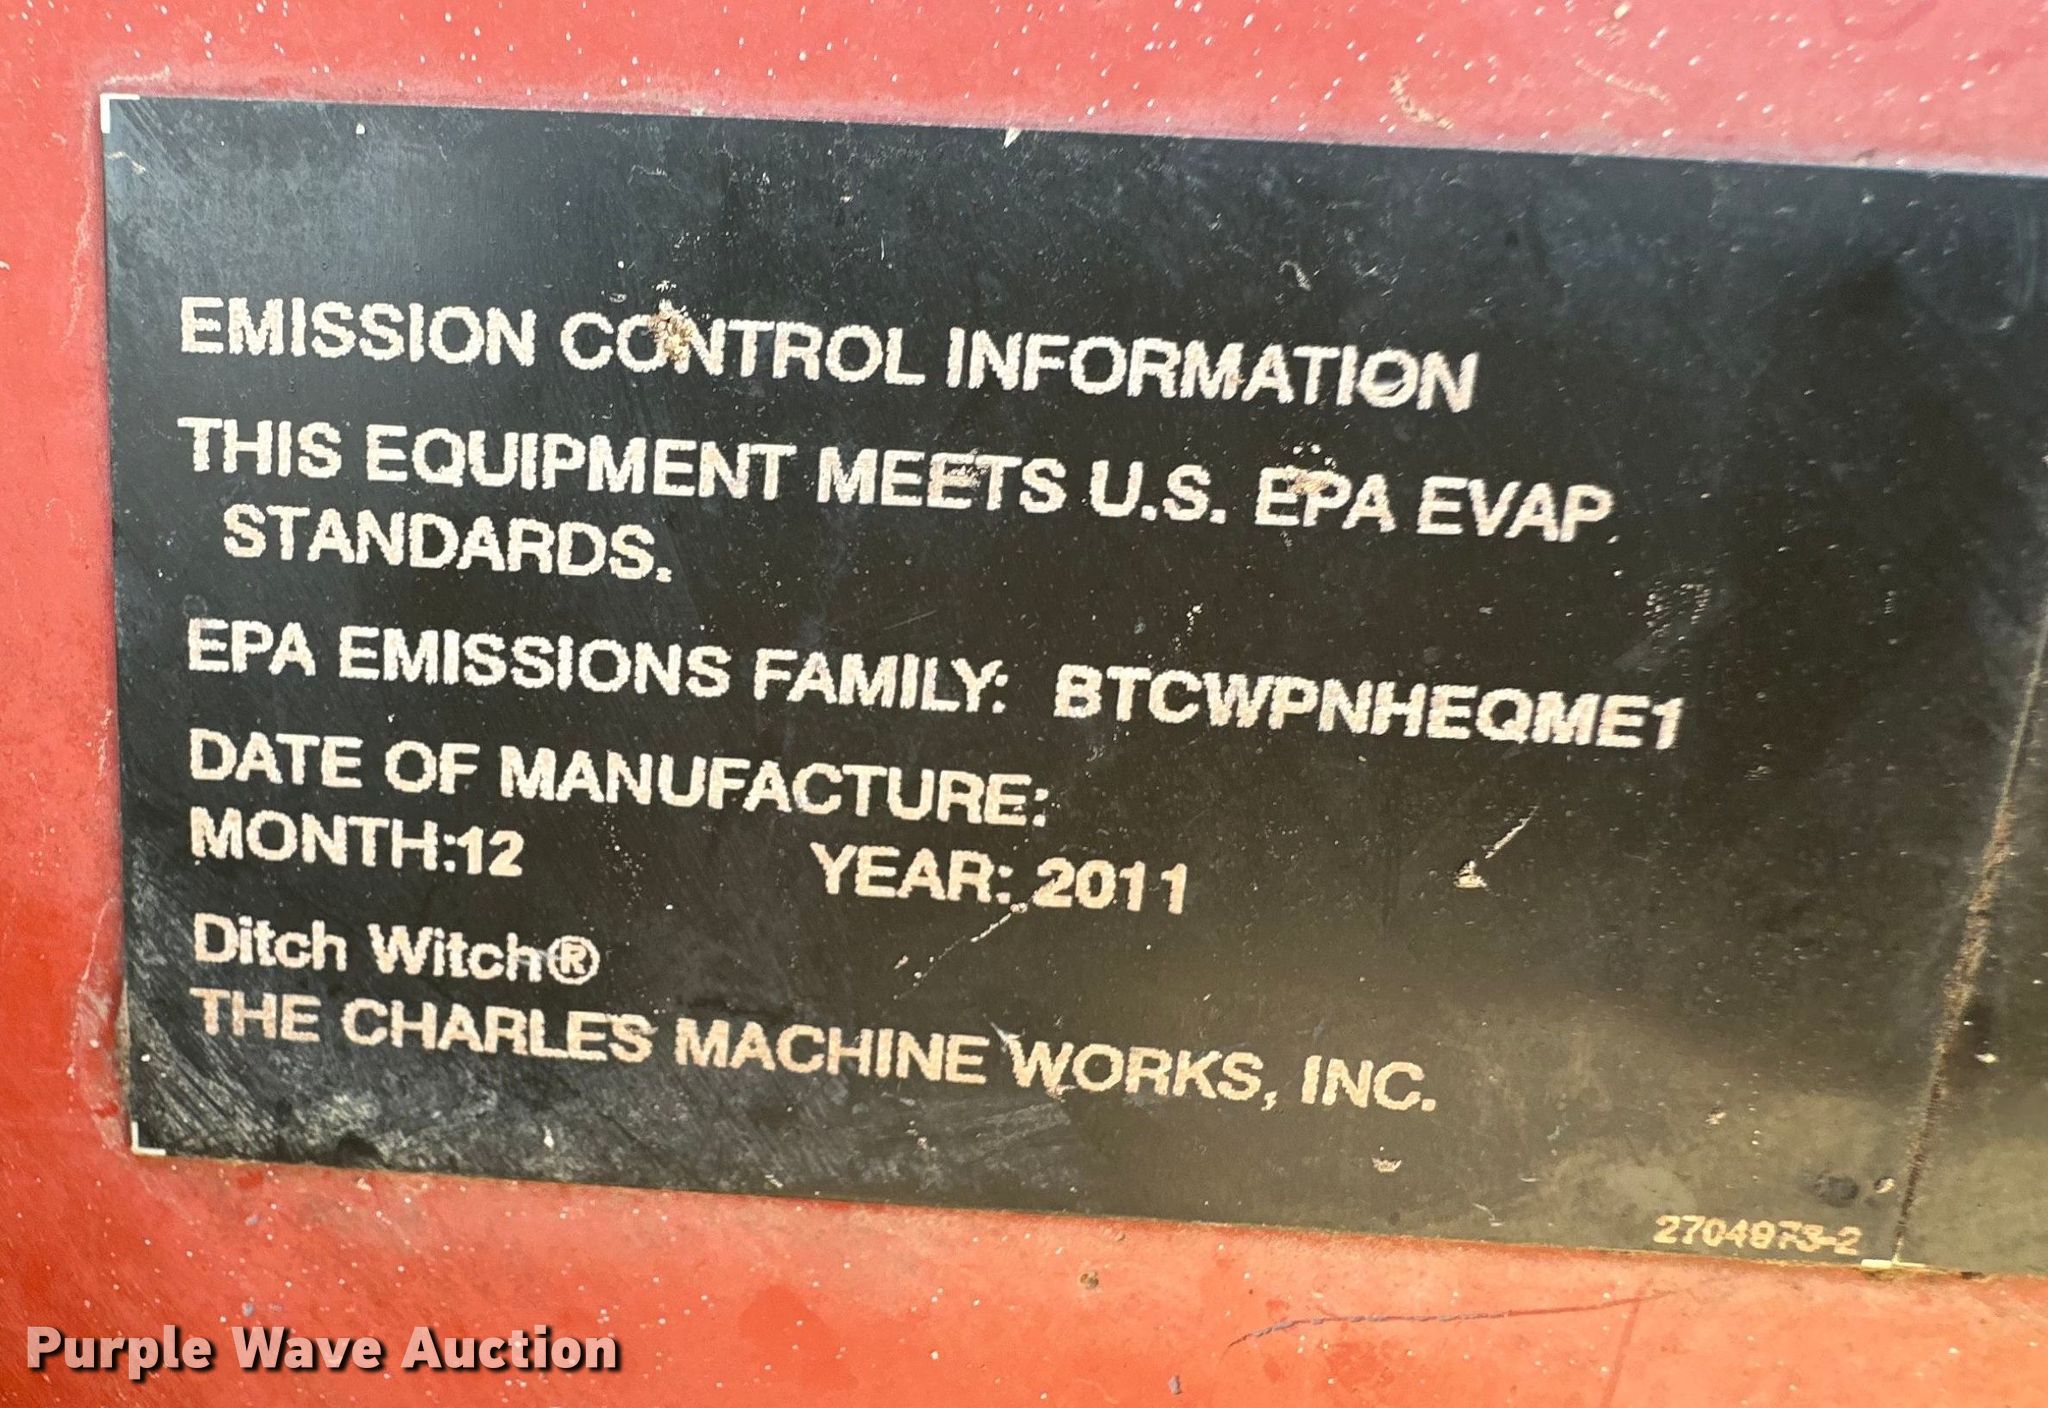 EMISSION CONTROL INFORMATION
THIS EQUIPMENT MEETS U.S. EPA EVAP
STANDARDS.
EPA EMISSIONS FAMILY: BTCWPNHEQME1
DATE OF MANUFACTURE:
MONTH:12 YEAR: 2011
Ditch Witch®
THE CHARLES MACHINE WORKS, INC.
2704973-2
Purple Wave Auction